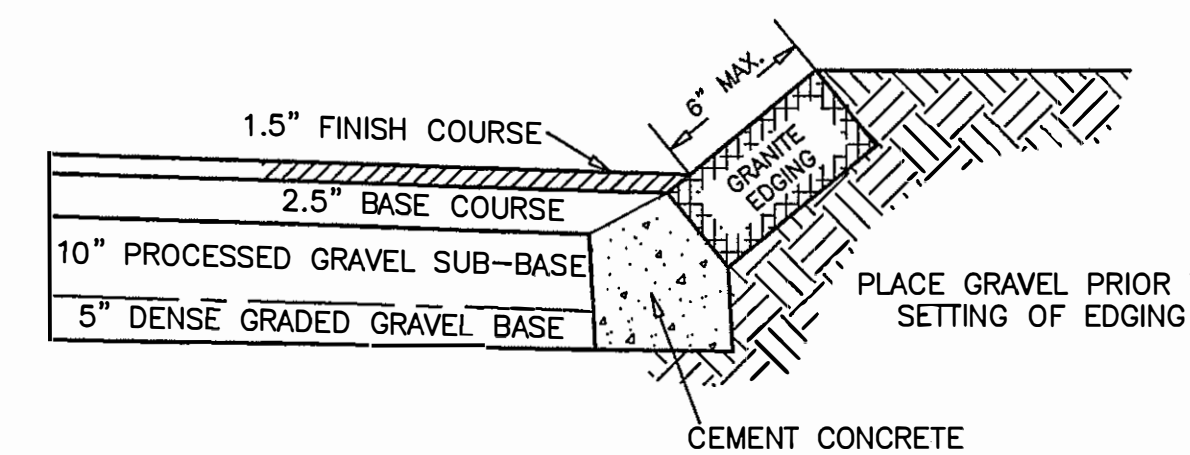 6" MAX.
1.5" FINISH COURSE
GRANITE
EDGING
2.5" BASE COURSE
10" PROCESSED GRAVEL SUB-BASE
5" DENSE GRADED GRAVEL BASE
PLACE GRAVEL PRIOR
SETTING OF EDGING
CEMENT CONCRETE